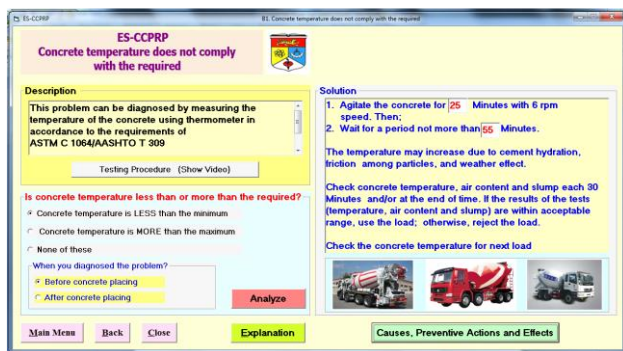 ES-CCPRP
B1. Concrete temperature does not comply with the required
ES-CCPRP
Concrete temperature does not comply
with the required
Description
This problem can be diagnosed by measuring the
temperature of the concrete using thermometer in
accordance to the requirements of
ASTM C 1064/AASHTO T 309
Testing Procedure (Show Video)
Is concrete temperature less than or more than the required?
Concrete temperature is LESS than the minimum
Concrete temperature is MORE than the maximum
None of these
When you diagnosed the problem?
Before concrete placing
After concrete placing
Analyze
Solution
1. Agitate the concrete for 25 Minutes with 6 rpm
speed. Then;
2. Wait for a period not more than 55 Minutes.
The temperature may increase due to cement hydration,
friction among particles, and weather effect.
Check concrete temperature, air content and slump each 30
Minutes and/or at the end of time. If the results of the tests
(temperature, air content and slump) are within acceptable
range, use the load; otherwise, reject the load.
Check the concrete temperature for next load
Main Menu
Back
Close
Explanation
Causes, Preventive Actions and Effects